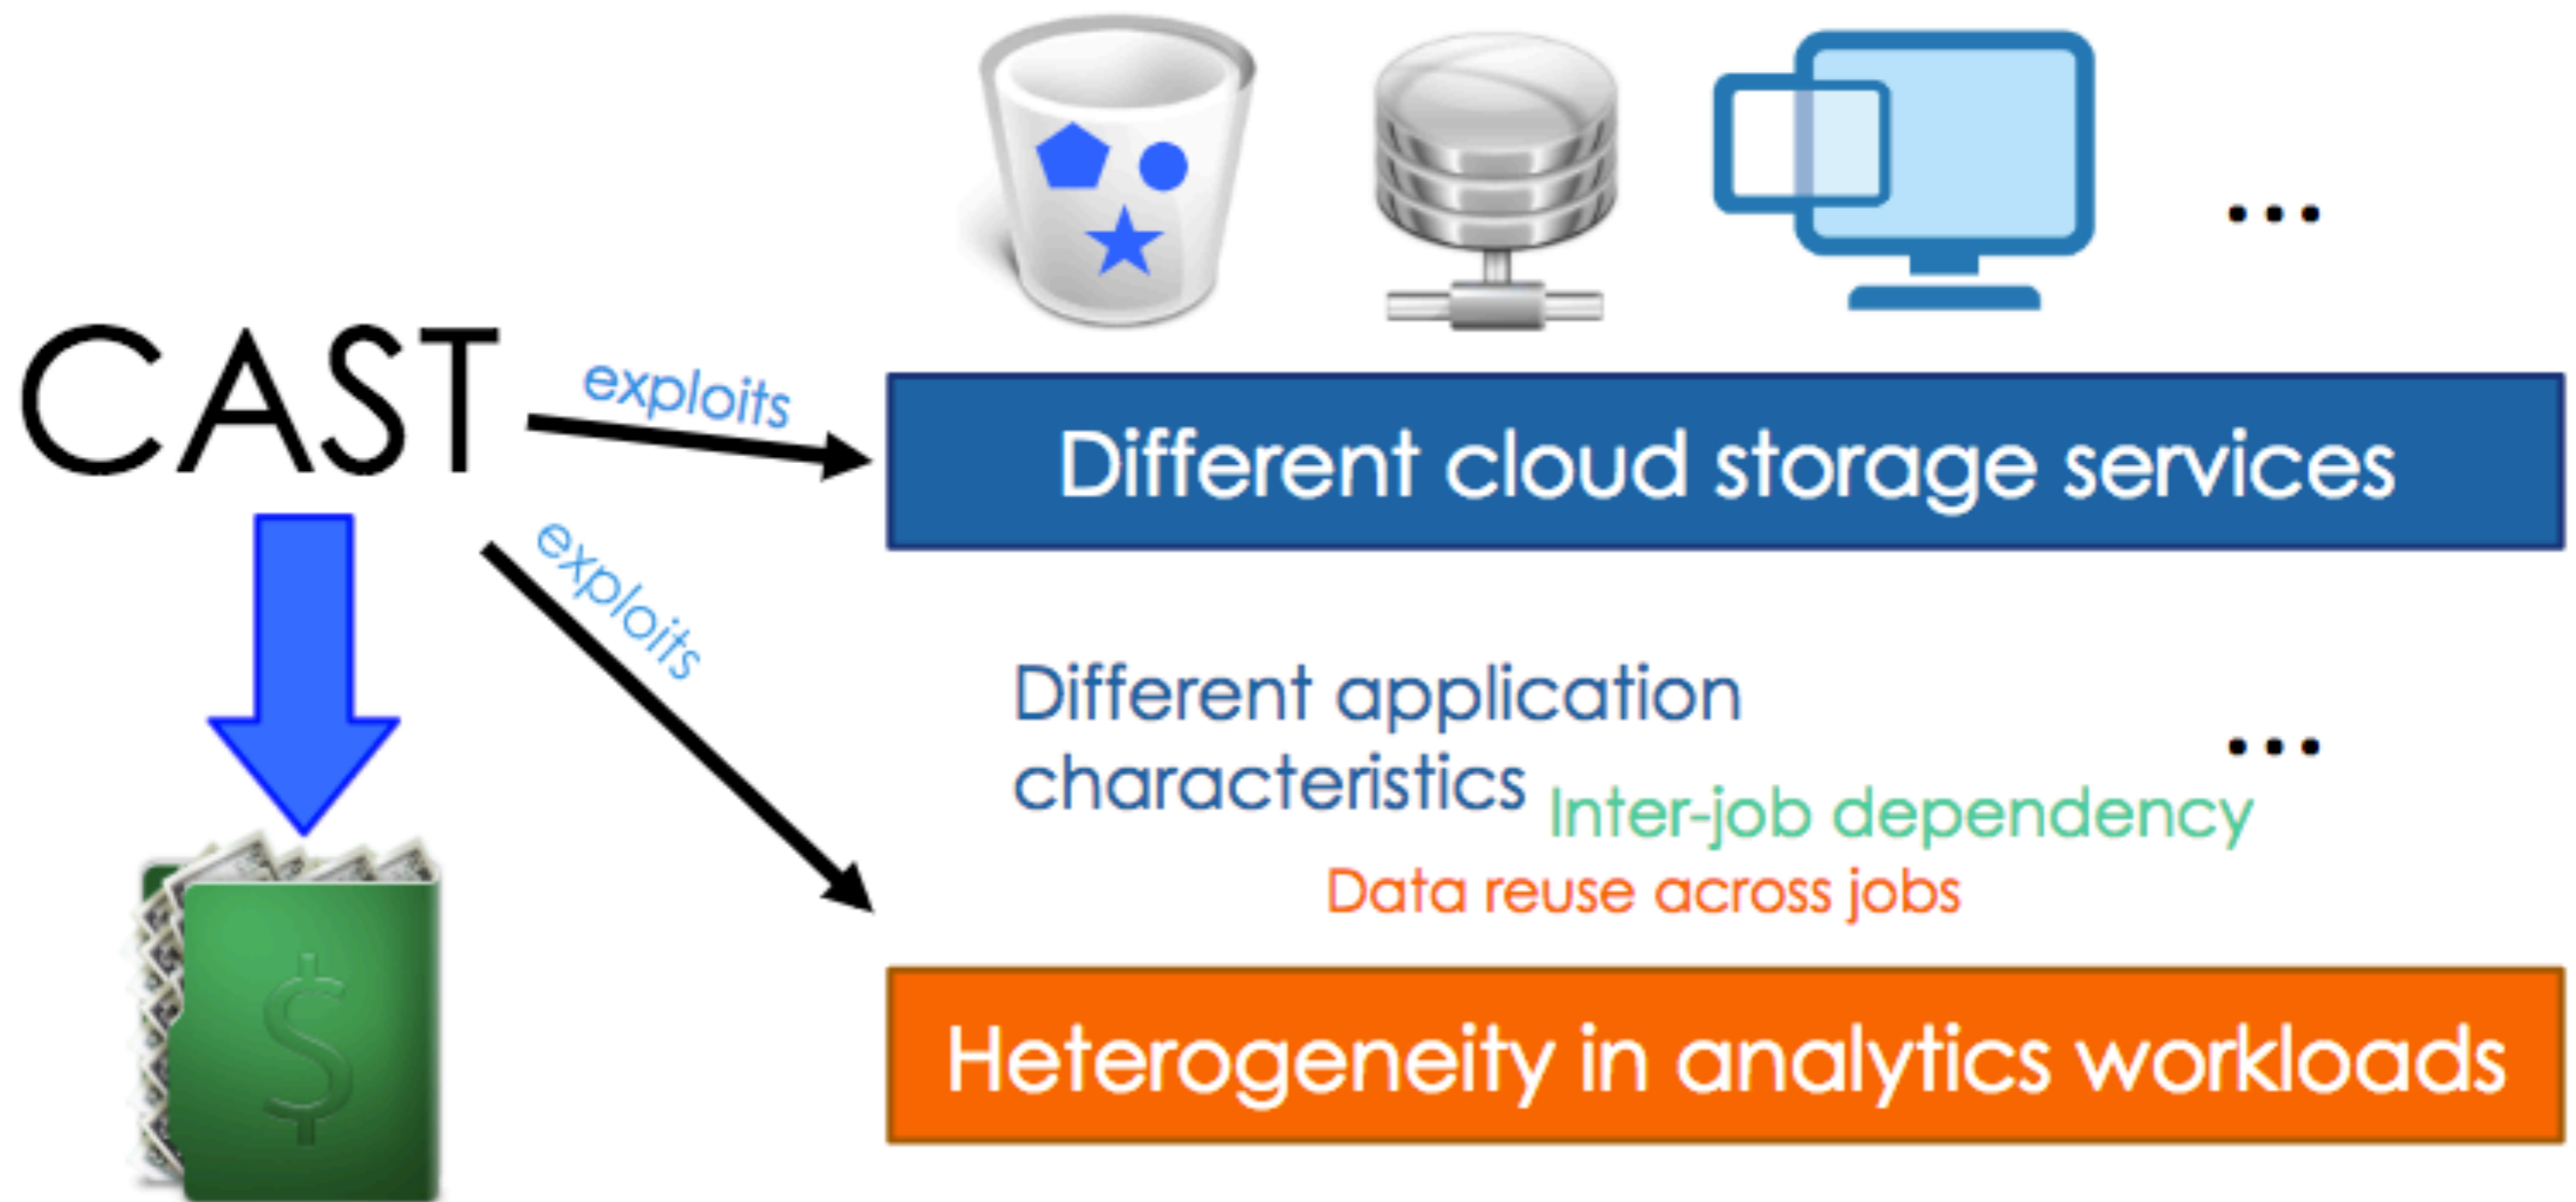 CAST
exploits
Different cloud storage services
exploits
Different application
characteristics
...
Inter-job dependency
Data reuse across jobs
Heterogeneity in analytics workloads
...
$